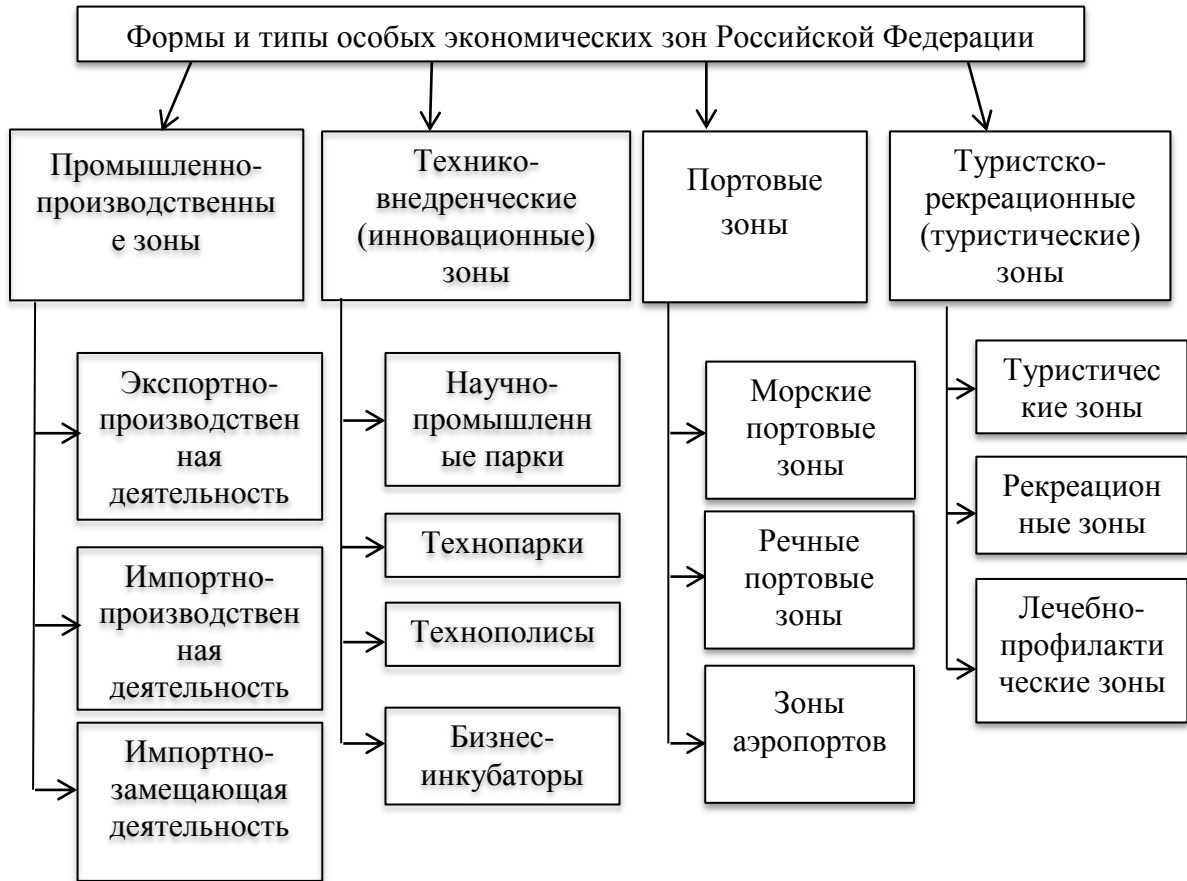 Формы и типы особых экономических зон Российской Федерации
Промышленно-
производственны
е зоны
Технико-
внедренческие
(инновационные)
зоны
Портовые
зоны
Туристско-
рекреационные
(туристические)
зоны
Экспортно-
производствен
ная
деятельность
Импортно-
производствен
ная
деятельность
Импортно-
замещающая
деятельность
Научно-
промышленн
ые парки
Технопарки
Технополисы
Бизнес-
инкубаторы
Морские
портовые
зоны
Речные
портовые
зоны
Зоны
аэропортов
Туристичес
кие зоны
Рекреацион
ные зоны
Лечебно-
профилакти
ческие зоны